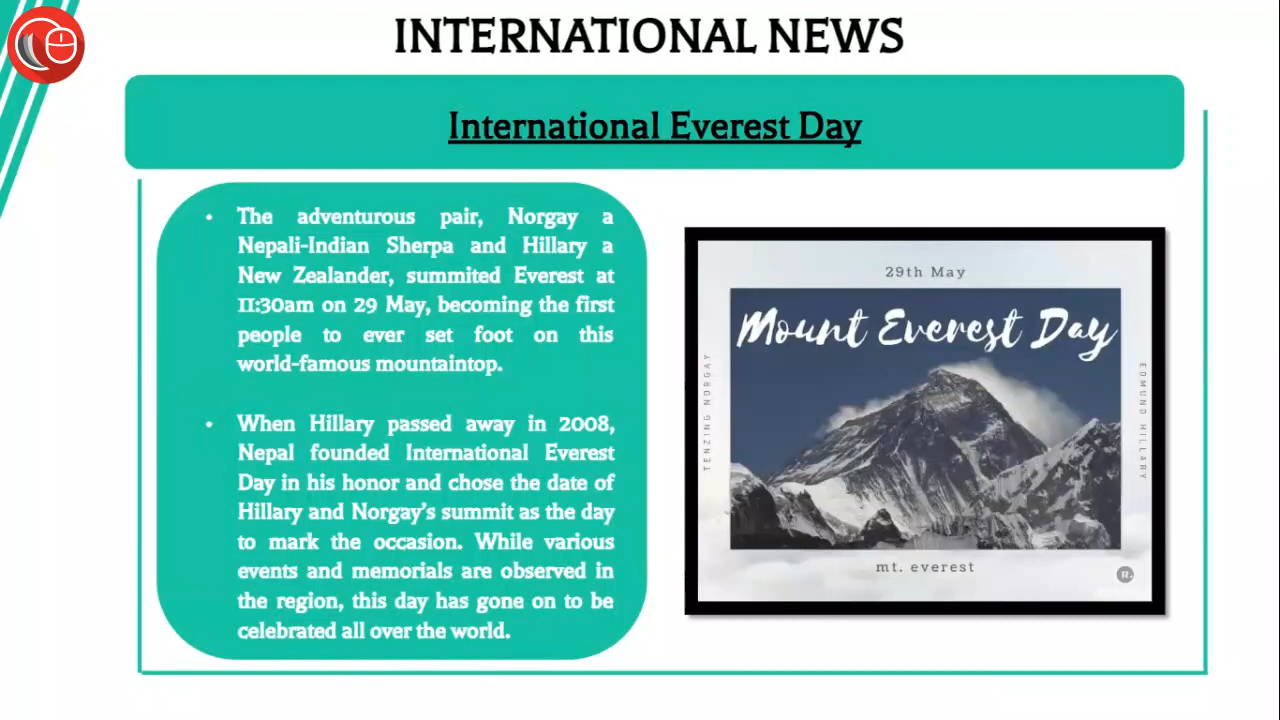 INTERNATIONAL NEWS
International Everest Day
• The adventurous pair, Norgay a
Nepali-Indian Sherpa and Hillary a
New Zealander, summited Everest at
11:30am on 29 May, becoming the first
people to ever set foot on this
world-famous mountaintop.
• When Hillary passed away in 2008,
Nepal founded International Everest
Day in his honor and chose the date of
Hillary and Norgay's summit as the day
to mark the occasion. While various
events and memorials are observed in
the region, this day has gone on to be
celebrated all over the world.
29th May
Mount Everest Day
TENZING NORGAY
EDMUND HILLARY
mt. everest
R.